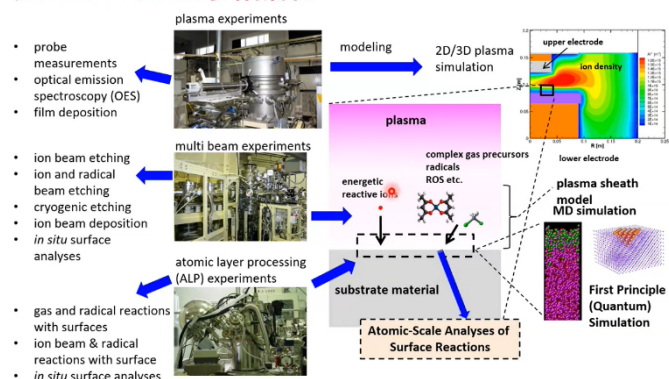 plasma experiments
• probe
measurements
• optical emission
spectroscopy (OES)
• film deposition
modeling
2D/3D plasma
simulation
upper electrode
ion density
R [m]
lower electrode
multi beam experiments
• ion beam etching
• ion and radical
beam etching
• cryogenic etching
• ion beam deposition
• in situ surface
analyses
plasma
energetic
reactive ions
complex gas precursors
radicals
ROS etc.
substrate material
plasma sheath
model
MD simulation
First Principle
(Quantum)
Simulation
atomic layer processing
(ALP) experiments
• gas and radical reactions
with surfaces
• ion beam & radical
reactions with surface
• in situ surface analyses
Atomic-Scale Analyses of
Surface Reactions